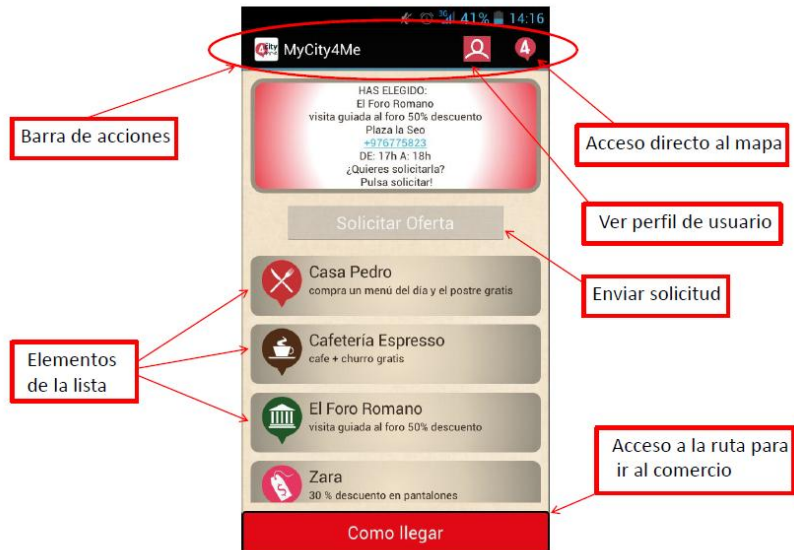 3G 41% 14:16
4City MyCity4Me 4
Barra de acciones
HAS ELEGIDO:
El Foro Romano
visita guiada al foro 50% descuento
Plaza la Seo
+976775823
DE: 17h A: 18h
¿Quieres solicitarla?
Pulsa solicitar!
Acceso directo al mapa
Solicitar Oferta
Ver perfil de usuario
Enviar solicitud
Casa Pedro
compra un menú del día y el postre gratis
Cafetería Espresso
cafe + churro gratis
Elementos
de la lista
El Foro Romano
visita guiada al foro 50% descuento
Zara
30 % descuento en pantalones
Acceso a la ruta para
ir al comercio
Como llegar